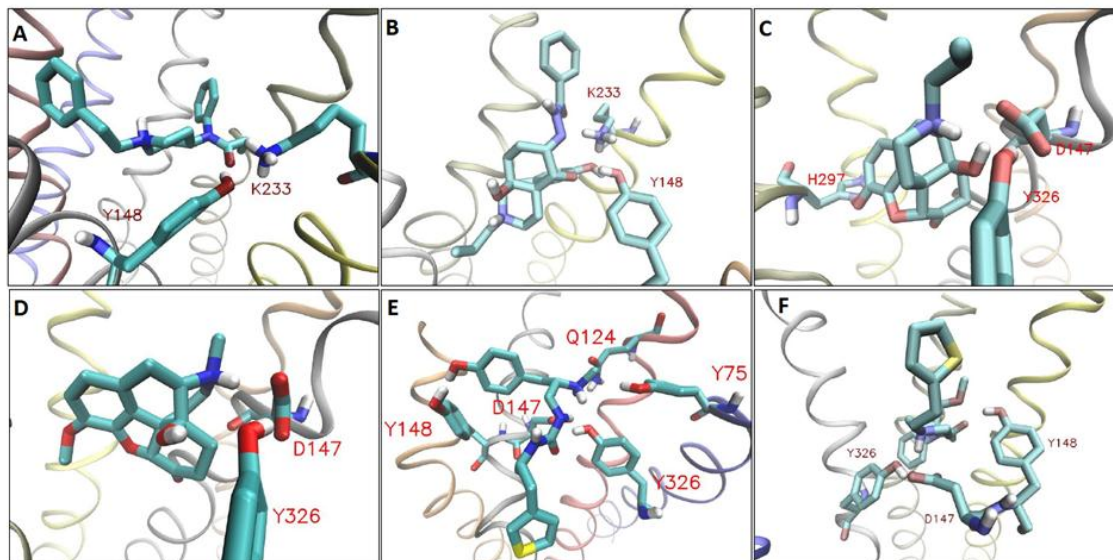 A
K233
Y148
B
K233
Y148
C
H297
D147
Y326
D
D147
Y326
E
Q124
Y75
D147
Y148
Y326
F
Y326
Y148
D147